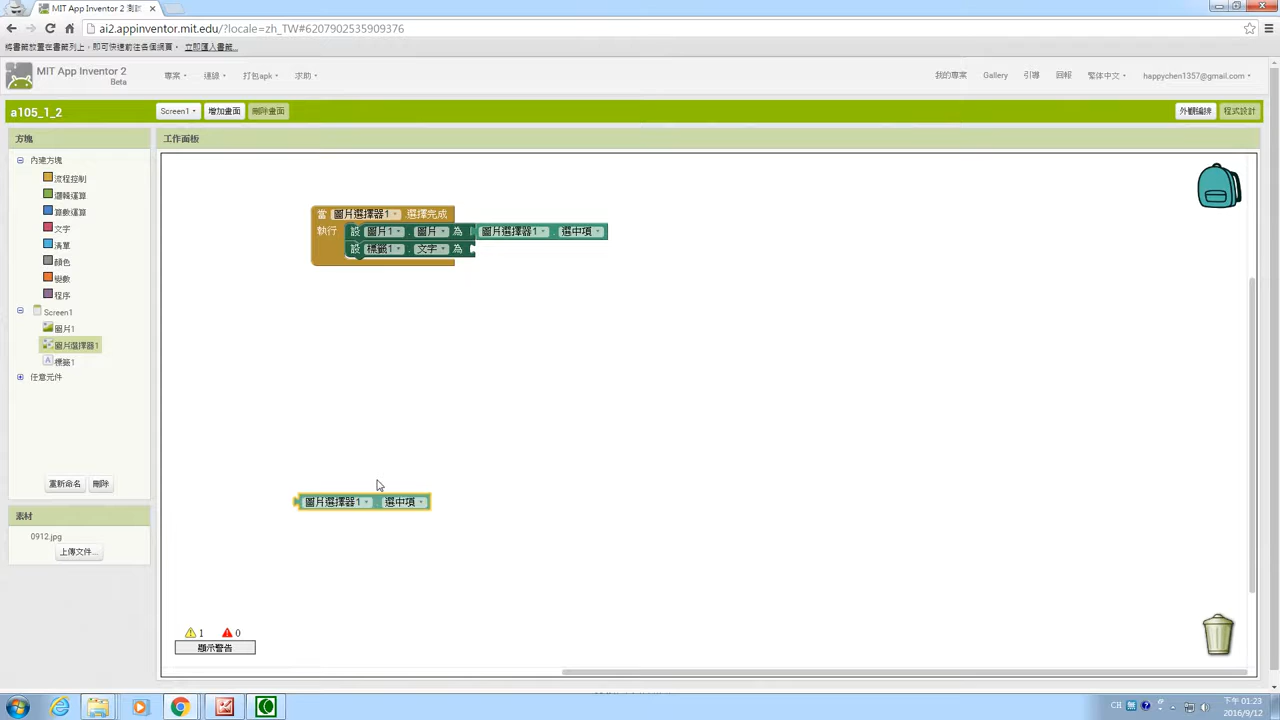 MIT App Inventor 2 測試
ai2.appinventor.mit.edu/?locale=zh_TW#6207902535909376
將書籤放置在書籤列上，即可快速前往各個網頁。 立即匯入書籤...
MIT App Inventor 2
Beta
專案 連線 打包apk 求助 我的專案 Gallery 引導 回報 繁体中文 happychen1357@gmail.com
a105_1_2 Screen1 增加畫面 刪除畫面 外觀編排 程式設計
方塊 工作面板
內建方塊
流程控制
邏輯運算
算數運算
文字
清單
顏色
變數
程序
Screen1
圖片1
圖片選擇器1
標籤1
任意元件
重新命名 刪除
素材
0912.jpg
上傳文件...
當 圖片選擇器1 選擇完成
執行 設 圖片1 . 圖片 為 圖片選擇器1 . 選中項
設 標籤1 . 文字 為
圖片選擇器1 . 選中項
1 0
顯示警告
CH 下午 01:23
2016/9/12